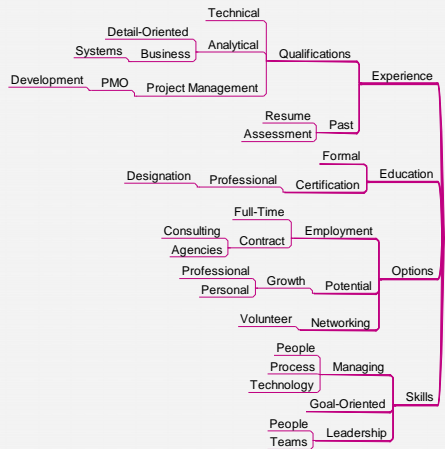 Technical
Detail-Oriented
Analytical
Systems
Business
Qualifications
Development
PMO
Project Management
Experience
Resume
Past
Assessment
Formal
Education
Designation
Professional
Certification
Full-Time
Employment
Consulting
Contract
Agencies
Options
Professional
Growth
Potential
Personal
Volunteer
Networking
People
Process
Managing
Technology
Goal-Oriented
Skills
People
Leadership
Teams